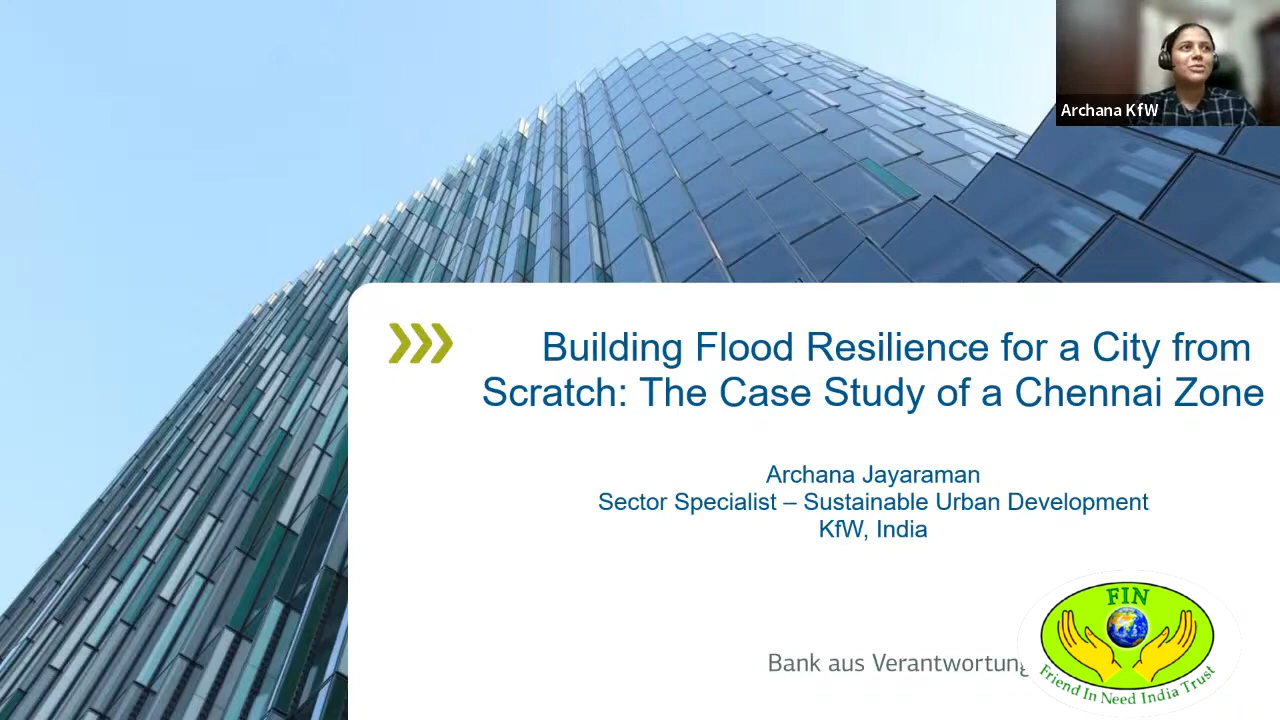 Archana KfW
Building Flood Resilience for a City from
Scratch: The Case Study of a Chennai Zone
Archana Jayaraman
Sector Specialist – Sustainable Urban Development
KfW, India
Bank aus Verantwortung
FIN
Friend In Need India Trust